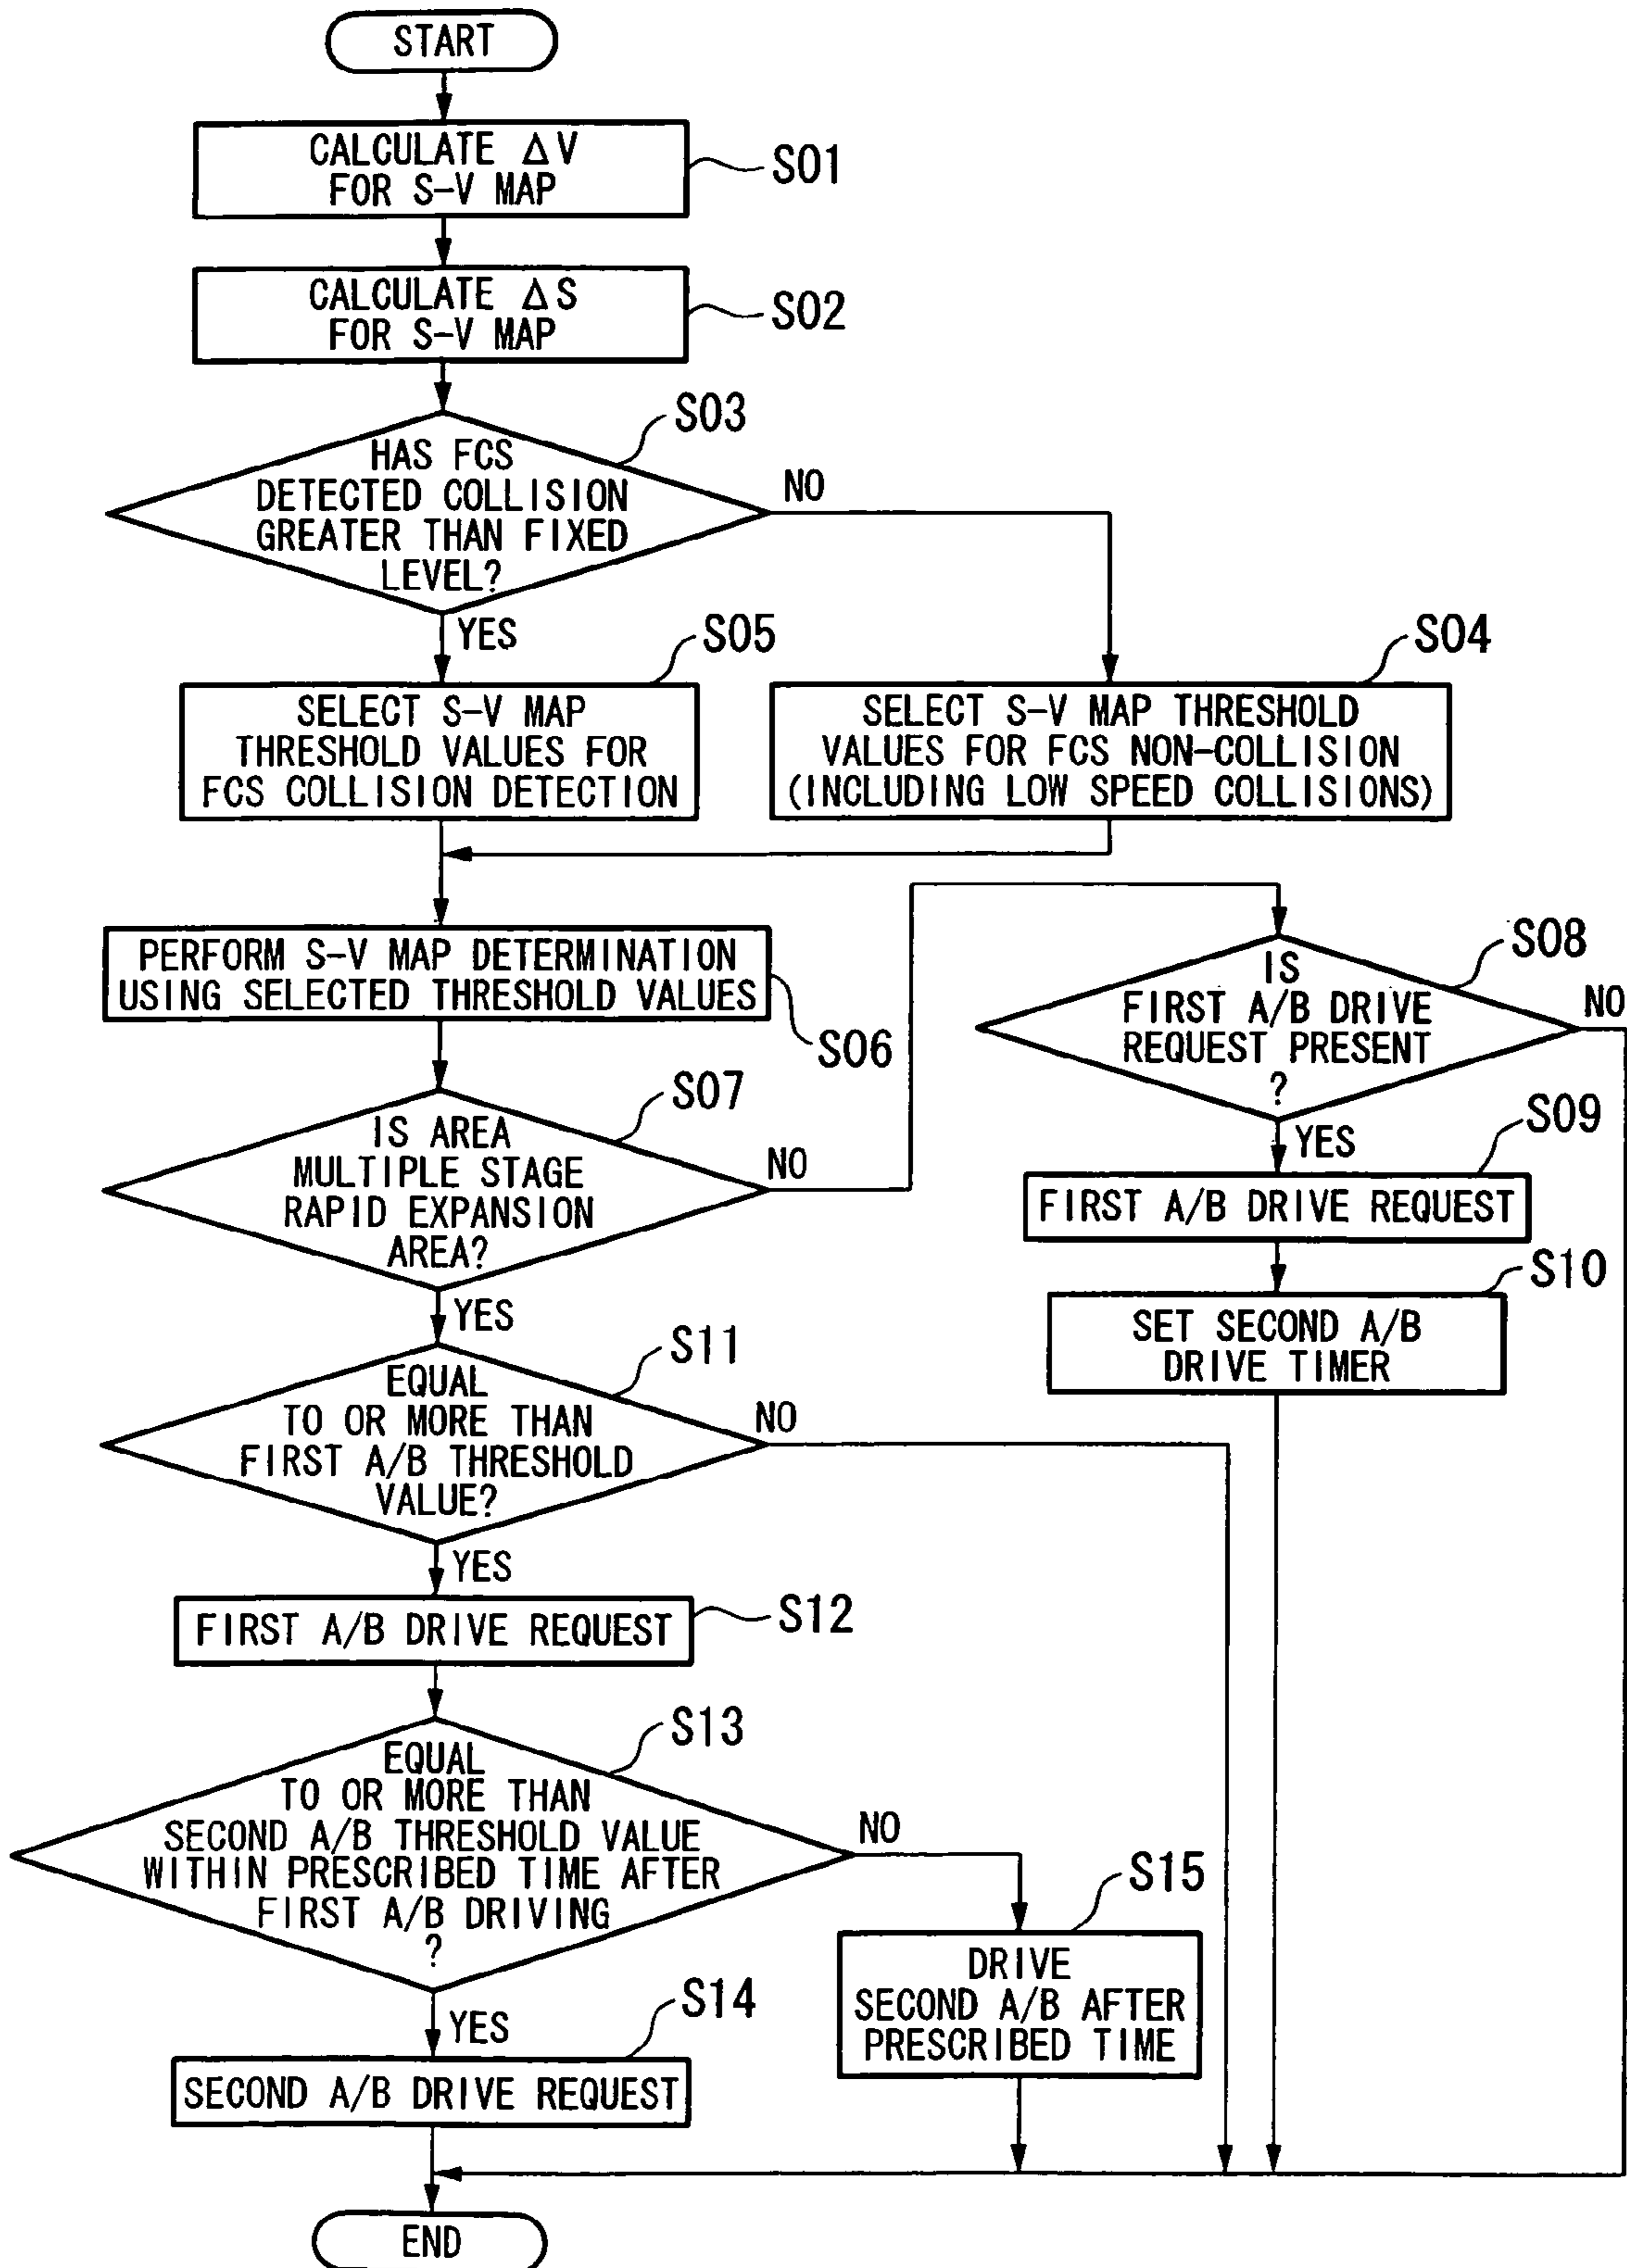 START
CALCULATE ΔV
FOR S-V MAP
S01
CALCULATE ΔS
FOR S-V MAP
S02
S03
HAS FCS
DETECTED COLLISION
GREATER THAN FIXED
LEVEL?
NO
YES
S05
S04
SELECT S-V MAP
THRESHOLD VALUES FOR
FCS COLLISION DETECTION
SELECT S-V MAP THRESHOLD
VALUES FOR FCS NON-COLLISION
(INCLUDING LOW SPEED COLLISIONS)
PERFORM S-V MAP DETERMINATION
USING SELECTED THRESHOLD VALUES
S06
S08
IS
FIRST A/B DRIVE
REQUEST PRESENT
?
NO
YES
S07
IS AREA
MULTIPLE STAGE
RAPID EXPANSION
AREA?
NO
YES
S09
FIRST A/B DRIVE REQUEST
S10
SET SECOND A/B
DRIVE TIMER
S11
EQUAL
TO OR MORE THAN
FIRST A/B THRESHOLD
VALUE?
NO
YES
FIRST A/B DRIVE REQUEST
S12
S13
EQUAL
TO OR MORE THAN
SECOND A/B THRESHOLD VALUE
WITHIN PRESCRIBED TIME AFTER
FIRST A/B DRIVING
?
NO
YES
S15
DRIVE
SECOND A/B AFTER
PRESCRIBED TIME
S14
SECOND A/B DRIVE REQUEST
END